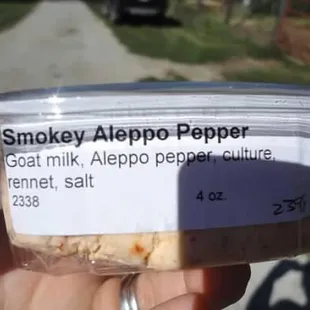 Smokey Aleppo Pepper
Goat milk, Aleppo pepper, culture,
rennet, salt
2338
4 oz.